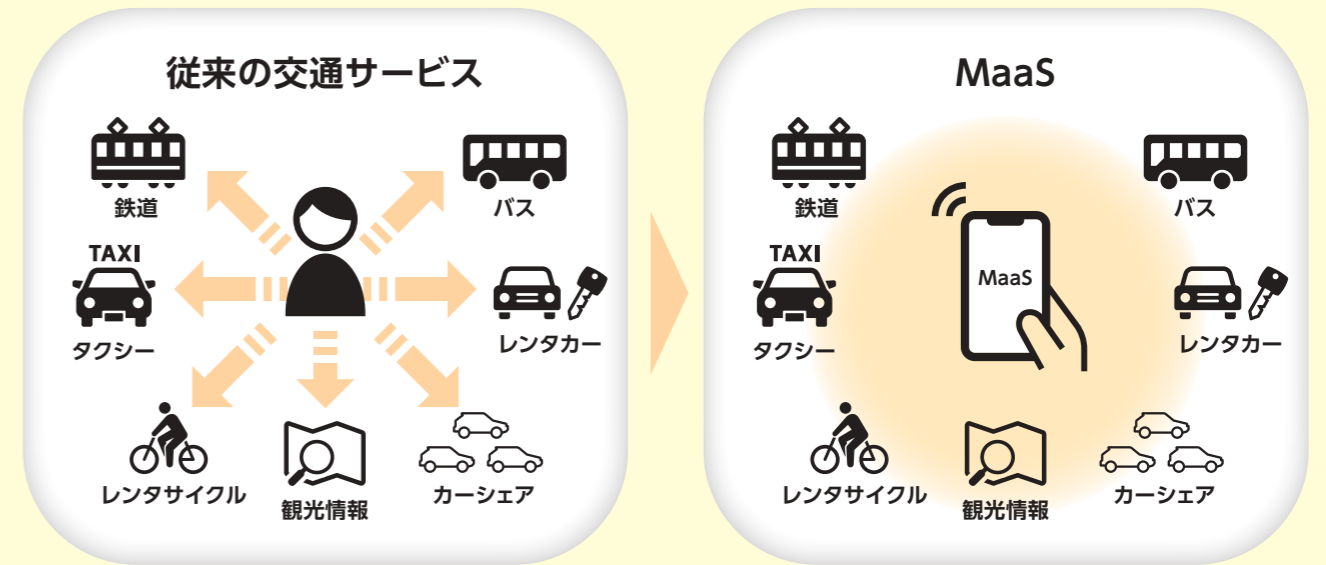 従来の交通サービス
鉄道
バス
TAXI
タクシー
レンタカー
レンタサイクル
観光情報
カーシェア
MaaS
鉄道
バス
TAXI
タクシー
MaaS
レンタカー
レンタサイクル
観光情報
カーシェア